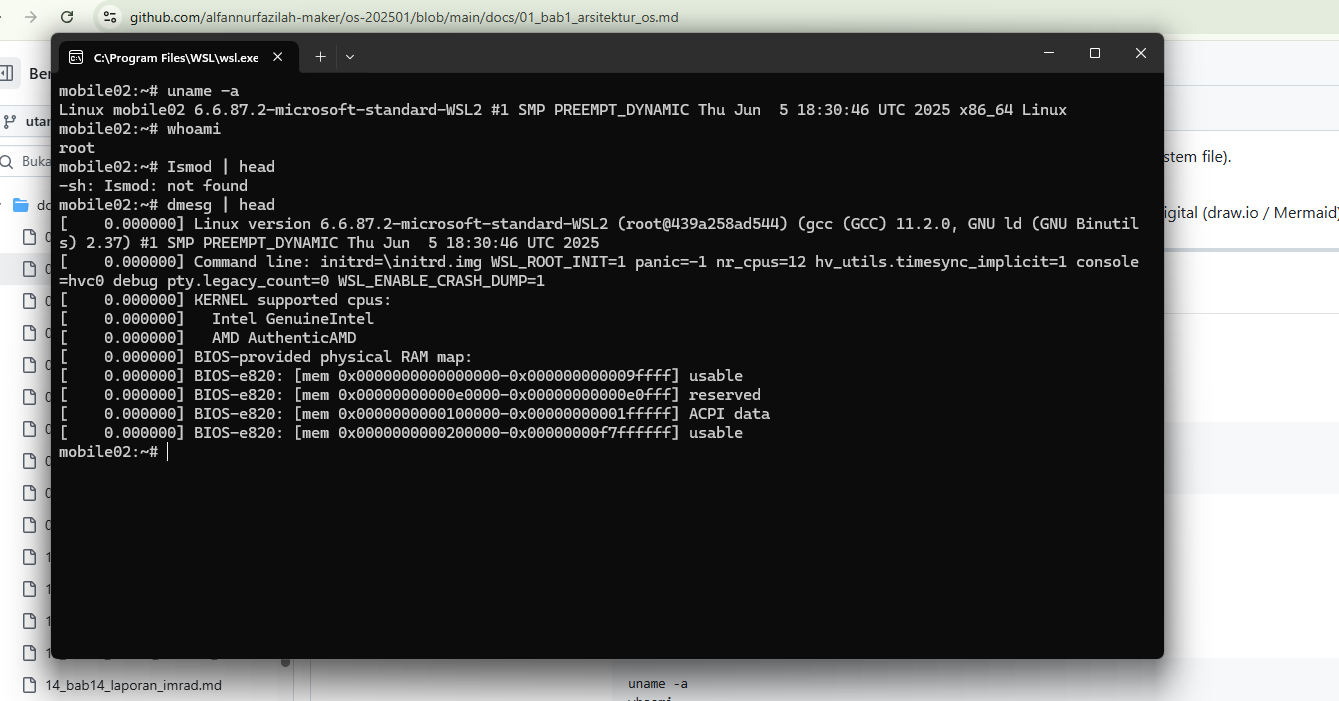 github.com/alfannurfazilah-maker/os-202501/blob/main/docs/01_bab1_arsitektur_os.md
C:\Program Files\WSL\wsl.exe
mobile02:~# uname -a
Linux mobile02 6.6.87.2-microsoft-standard-WSL2 #1 SMP PREEMPT_DYNAMIC Thu Jun  5 18:30:46 UTC 2025 x86_64 Linux
mobile02:~# whoami
root
mobile02:~# Ismod | head
-sh: Ismod: not found
mobile02:~# dmesg | head
[    0.000000] Linux version 6.6.87.2-microsoft-standard-WSL2 (root@439a258ad544) (gcc (GCC) 11.2.0, GNU ld (GNU Binutil
s) 2.37) #1 SMP PREEMPT_DYNAMIC Thu Jun  5 18:30:46 UTC 2025
[    0.000000] Command line: initrd=\initrd.img WSL_ROOT_INIT=1 panic=-1 nr_cpus=12 hv_utils.timesync_implicit=1 console
=hvc0 debug pty.legacy_count=0 WSL_ENABLE_CRASH_DUMP=1
[    0.000000] KERNEL supported cpus:
[    0.000000]   Intel GenuineIntel
[    0.000000]   AMD AuthenticAMD
[    0.000000] BIOS-provided physical RAM map:
[    0.000000] BIOS-e820: [mem 0x0000000000000000-0x000000000009ffff] usable
[    0.000000] BIOS-e820: [mem 0x00000000000e0000-0x00000000000e0fff] reserved
[    0.000000] BIOS-e820: [mem 0x0000000000100000-0x00000000001fffff] ACPI data
[    0.000000] BIOS-e820: [mem 0x0000000000200000-0x00000000f7ffffff] usable
mobile02:~#
Ber
utar
Buka
do
stem file).
igital (draw.io / Mermaid)
14_bab14_laporan_imrad.md
uname -a